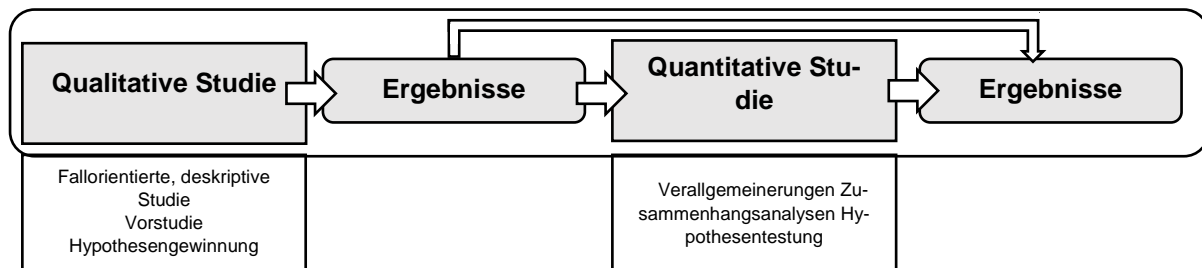 Qualitative Studie
Ergebnisse
Quantitative Stu-
die
Ergebnisse
Fallorientierte, deskriptive
Studie
Vorstudie
Hypothesengewinnung
Verallgemeinerungen Zu-
sammenhangsanalysen Hy-
pothesentestung